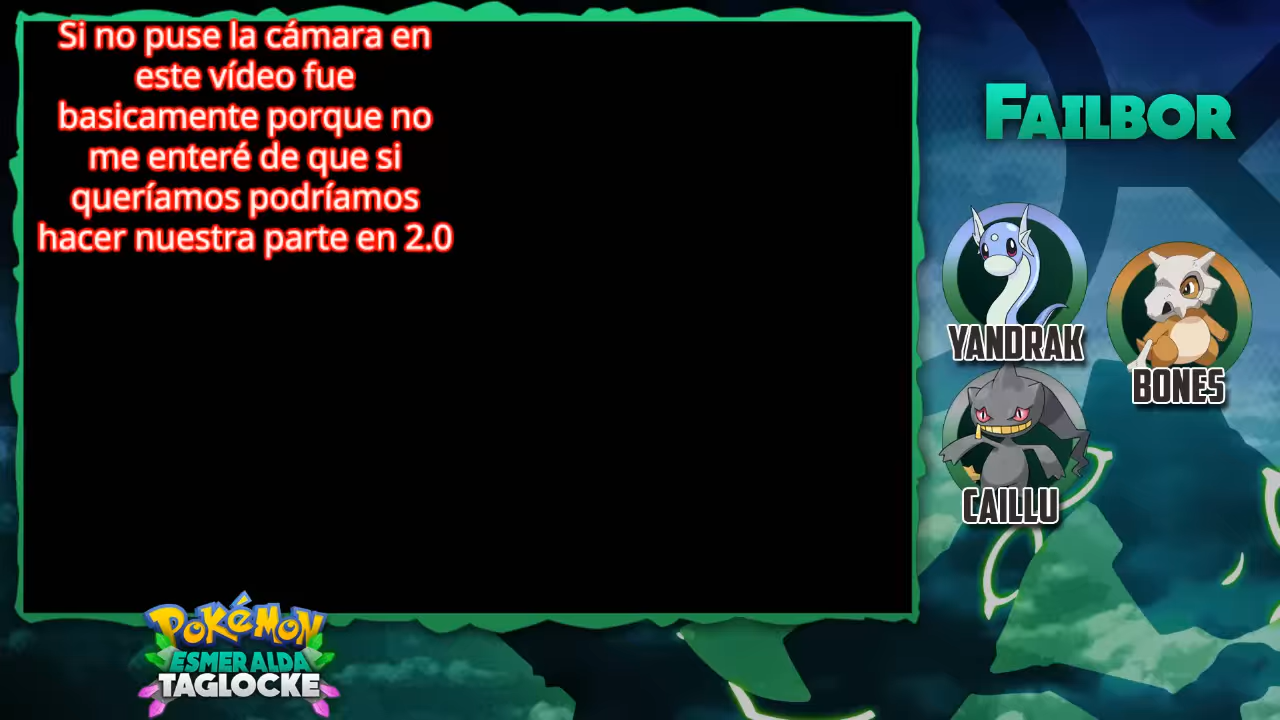 Si no puse la cámara en
este vídeo fue
basicamente porque no
me enteré de que si
queríamos podríamos
hacer nuestra parte en 2.0
FAILBOR
YANDRAK
BONES
CAILLU
POKÉMON
ESMERALDA
TAGLOCKE